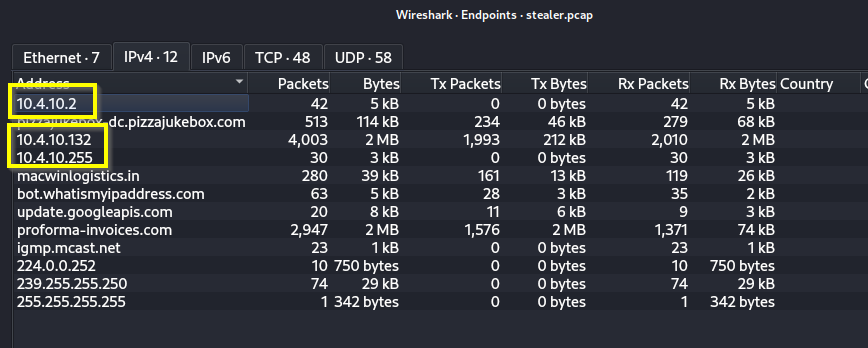 Wireshark · Endpoints · stealer.pcap
Ethernet · 7 IPv4 · 12 IPv6 TCP · 48 UDP · 58
Address Packets Bytes Tx Packets Tx Bytes Rx Packets Rx Bytes Country
10.4.10.2 42 5 kB 0 0 bytes 42 5 kB
pizzajukebox-dc.pizzajukebox.com 513 114 kB 234 46 kB 279 68 kB
10.4.10.132 4,003 2 MB 1,993 212 kB 2,010 2 MB
10.4.10.255 30 3 kB 0 0 bytes 30 3 kB
macwinlogistics.in 280 39 kB 161 13 kB 119 26 kB
bot.whatismyipaddress.com 63 5 kB 28 3 kB 35 2 kB
update.googleapis.com 20 8 kB 11 6 kB 9 3 kB
proforma-invoices.com 2,947 2 MB 1,576 2 MB 1,371 74 kB
igmp.mcast.net 23 1 kB 0 0 bytes 23 1 kB
224.0.0.252 10 750 bytes 0 0 bytes 10 750 bytes
239.255.255.250 74 29 kB 0 0 bytes 74 29 kB
255.255.255.255 1 342 bytes 0 0 bytes 1 342 bytes